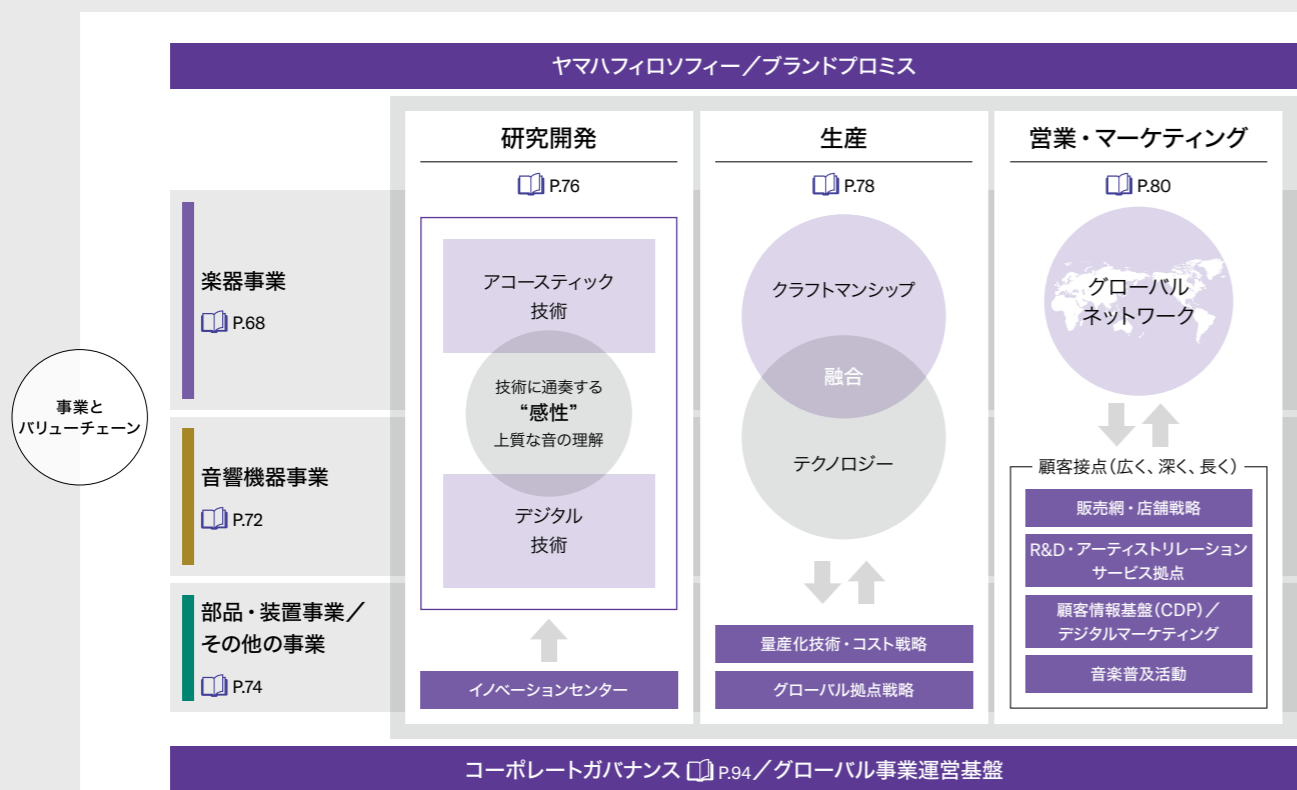 ヤマハフィロソフィー／ブランドプロミス
事業と
バリューチェーン
楽器事業
P.68
音響機器事業
P.72
部品・装置事業／
その他の事業
P.74
研究開発
P.76
アコースティック
技術
技術に通奏する
“感性”
上質な音の理解
デジタル
技術
イノベーションセンター
生産
P.78
クラフトマンシップ
融合
テクノロジー
量産化技術・コスト戦略
グローバル拠点戦略
営業・マーケティング
P.80
グローバル
ネットワーク
顧客接点（広く、深く、長く）
販売網・店舗戦略
R&D・アーティストリレーション
サービス拠点
顧客情報基盤（CDP）／
デジタルマーケティング
音楽普及活動
コーポレートガバナンス P.94／グローバル事業運営基盤